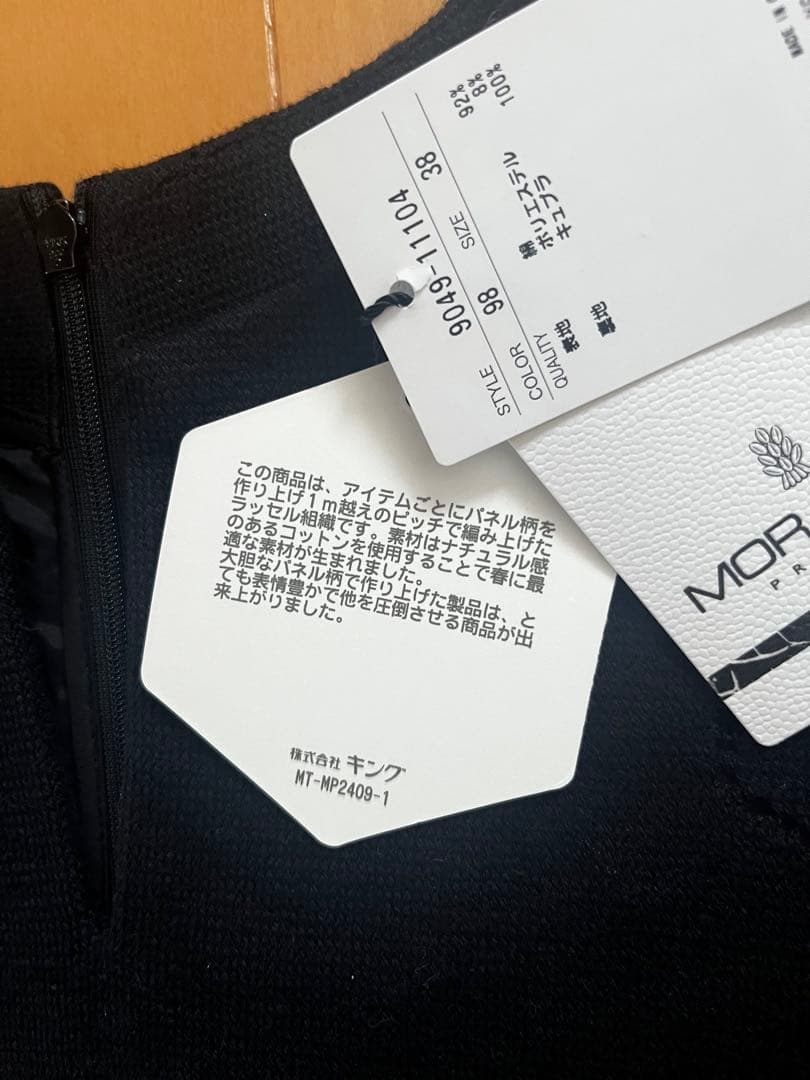 STYLE 9049-11104
COLOR 98 SIZE 38
QUALITY
表地 綿 92%
ポリエステル 8%
裏地 キュプラ 100%
MADE IN
この商品は、アイテムごとにパネル柄を
作り上げ1m越えのピッチで編み上げた
ラッセル組織です。素材はナチュラル感
のあるコットンを使用することで春に最
適な素材が生まれました。
大胆なパネル柄で作り上げた製品は、と
ても表情豊かで他を圧倒させる商品が出
来上がりました。
株式会社 キング
MT-MP2409-1
MOR
PR
YKK